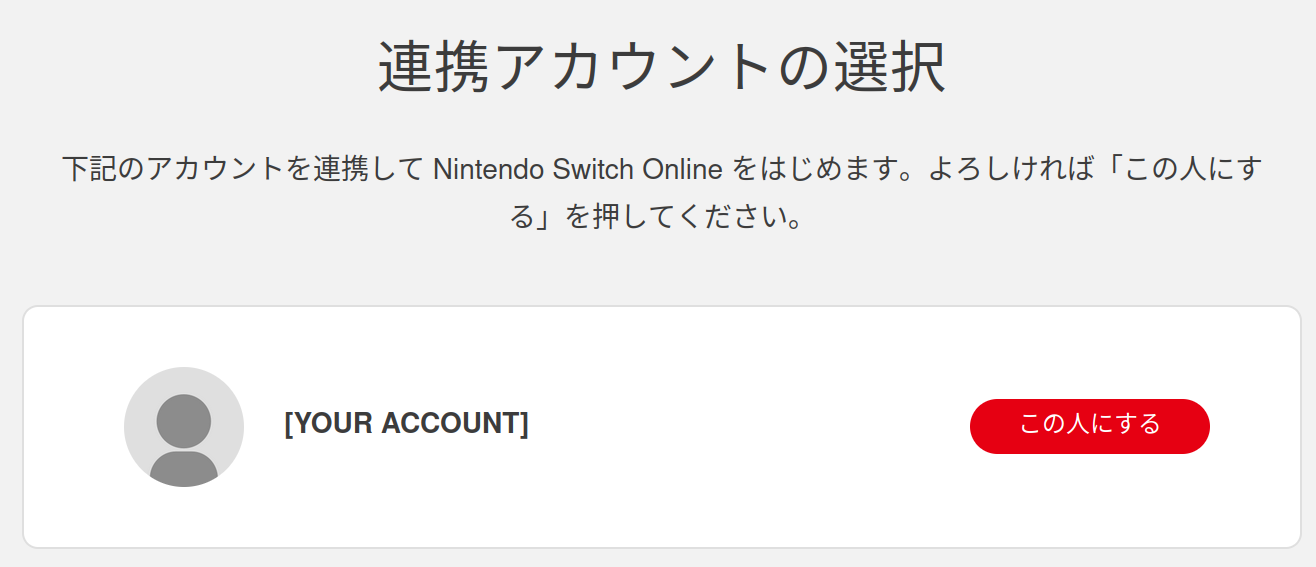 連携アカウントの選択
下記のアカウントを連携して Nintendo Switch Online をはじめます。よろしければ「この人にす
る」を押してください。
[YOUR ACCOUNT]
この人にする